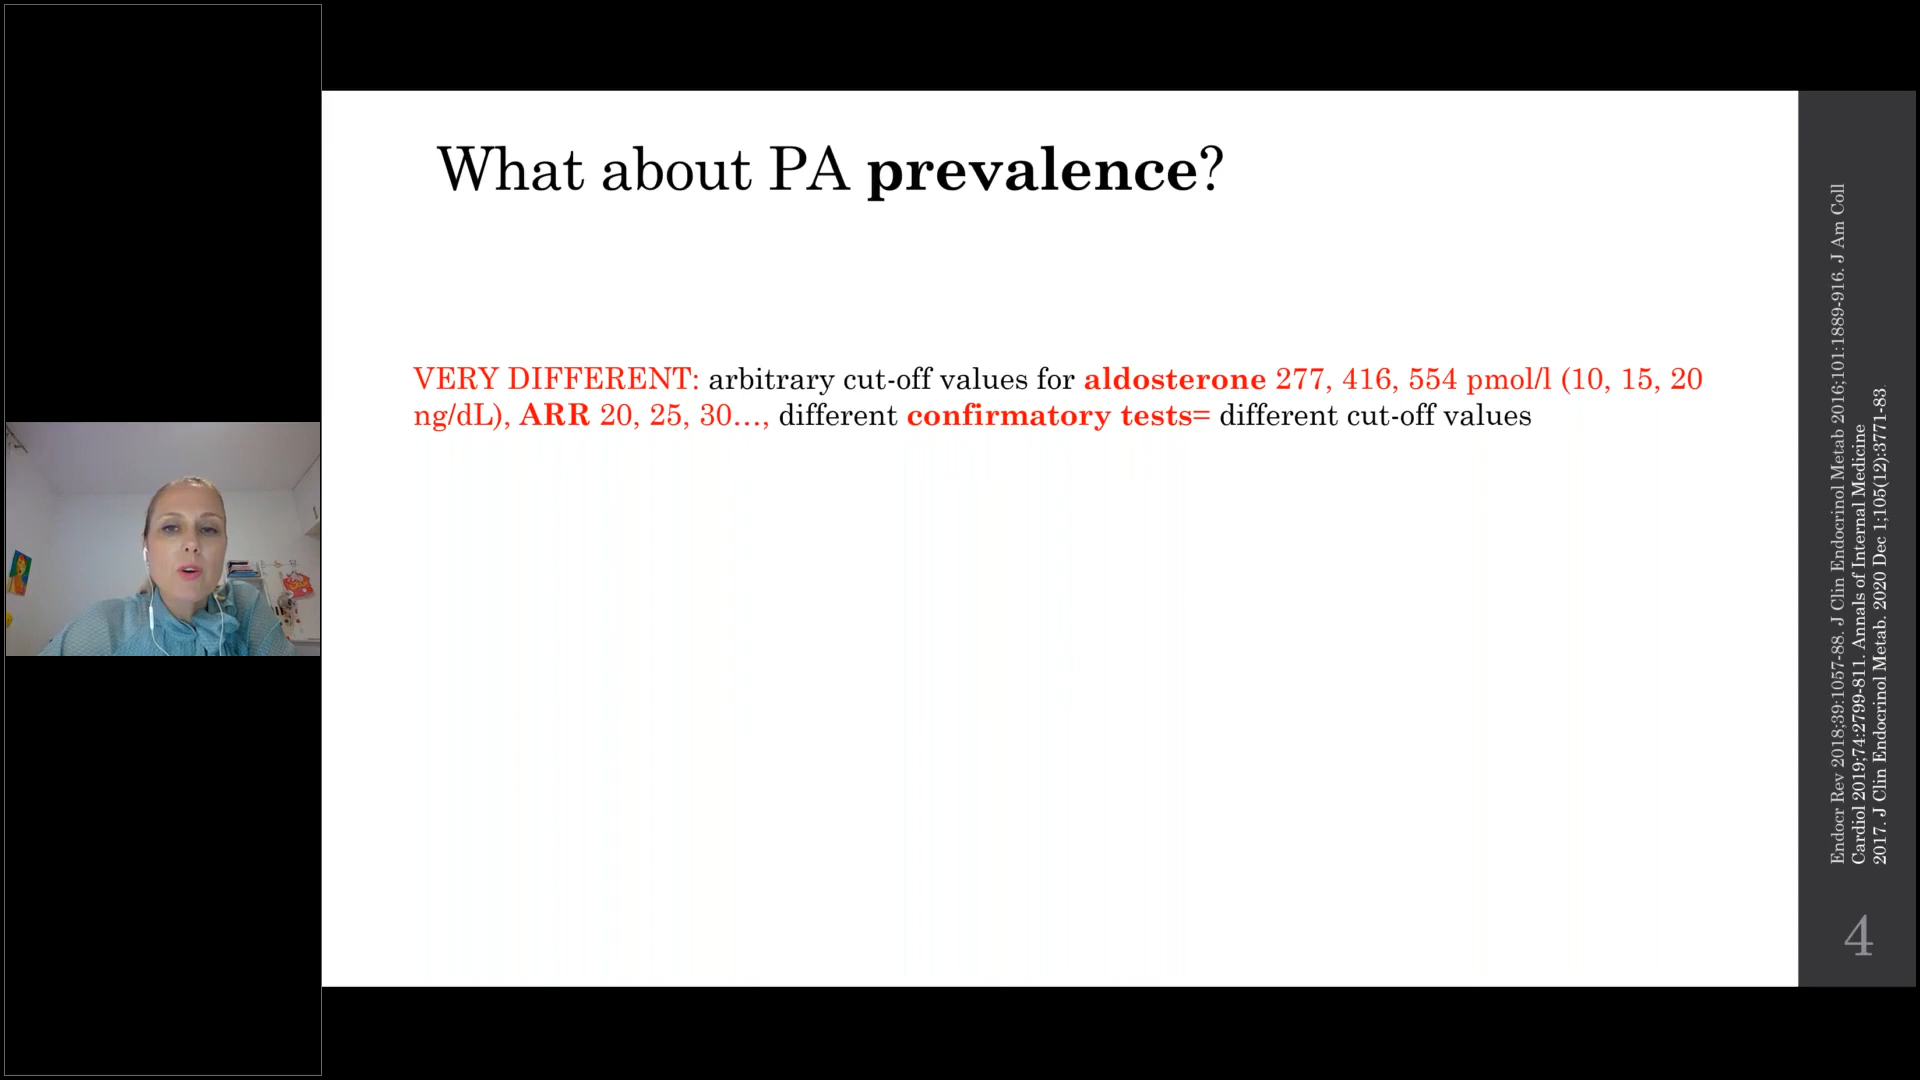 What about PA prevalence?
VERY DIFFERENT: arbitrary cut-off values for aldosterone 277, 416, 554 pmol/l (10, 15, 20
ng/dL), ARR 20, 25, 30…, different confirmatory tests= different cut-off values
Endocr Rev 2018;39:1057-88. J Clin Endocrinol Metab 2016;101:1889-916. J Am Coll
Cardiol 2019;74:2799-811. Annals of Internal Medicine
2017. J Clin Endocrinol Metab. 2020 Dec 1;105(12):3771-83.
4